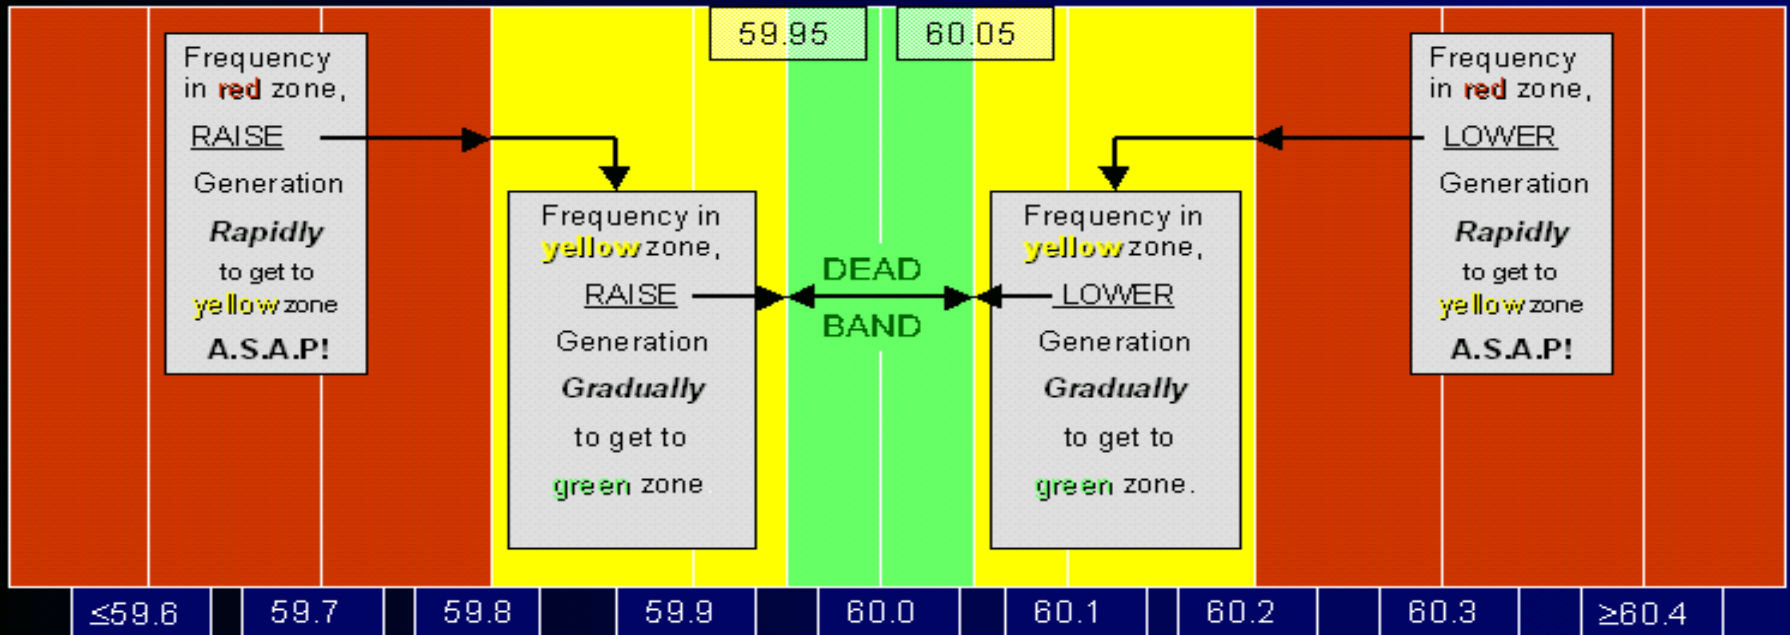 59.95
60.05
Frequency
in red zone,
RAISE
Generation
Rapidly
to get to
yellow zone
A.S.A.P!
Frequency in
yellow zone,
RAISE
Generation
Gradually
to get to
green zone
DEAD
BAND
Frequency in
yellow zone,
LOWER
Generation
Gradually
to get to
green zone.
Frequency
in red zone,
LOWER
Generation
Rapidly
to get to
yellow zone
A.S.A.P!
≤59.6
59.7
59.8
59.9
60.0
60.1
60.2
60.3
≥60.4